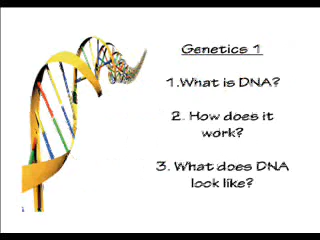 Genetics 1
1.What is DNA?
2. How does it
work?
3. What does DNA
look like?